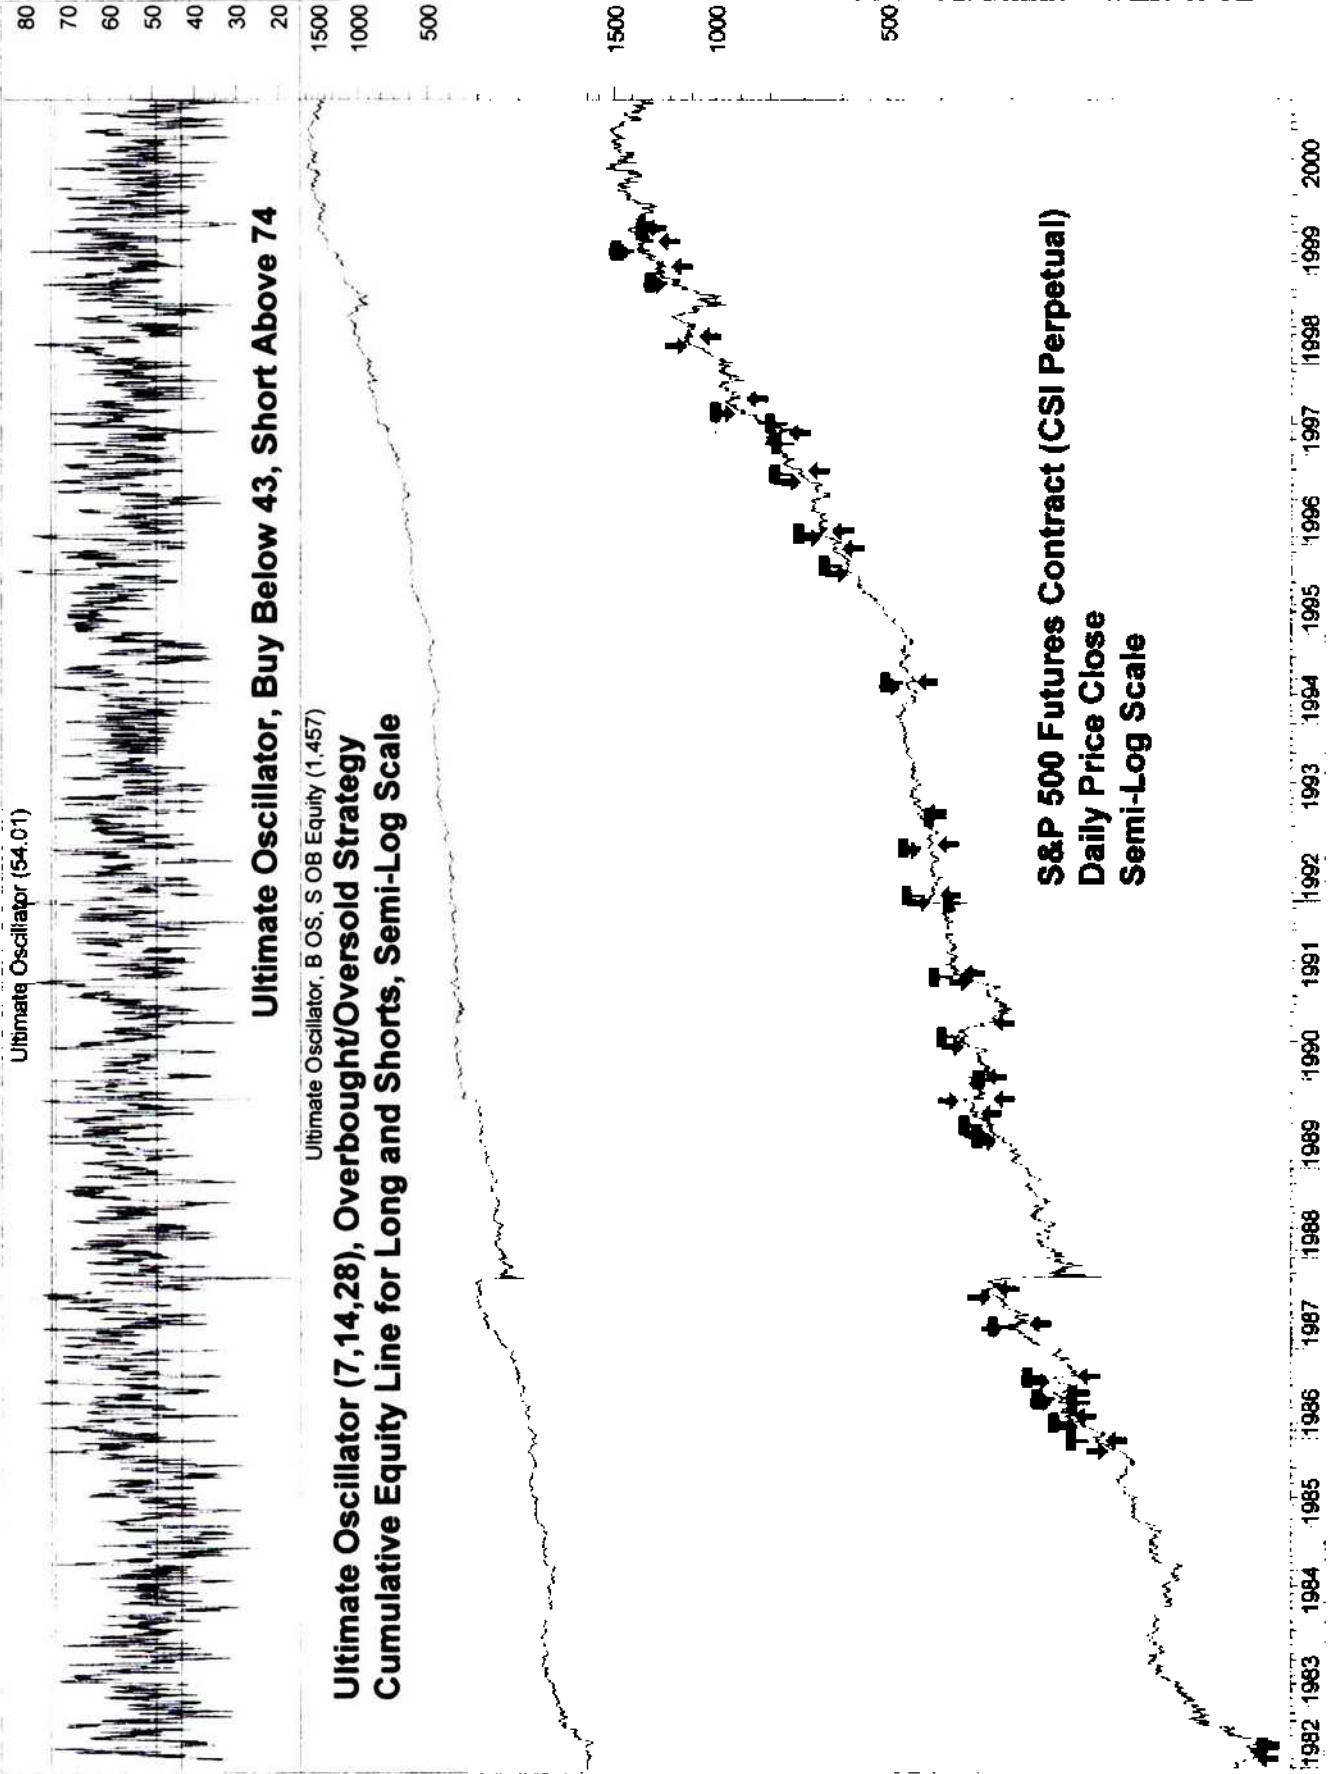 Ultimate Oscillator (54.01)
80
70
60
50
40
30
20
Ultimate Oscillator, Buy Below 43, Short Above 74
Ultimate Oscillator, B OS, S OB Equity (1,457)
Ultimate Oscillator (7,14,28), Overbought/Oversold Strategy
Cumulative Equity Line for Long and Shorts, Semi-Log Scale
1500
1000
500
1500
1000
500
S&P 500 Futures Contract (CSI Perpetual)
Daily Price Close
Semi-Log Scale
1982 1983 1984 1985 1986 1987 1988 1989 1990 1991 1992 1993 1994 1995 1996 1997 1998 1999 2000